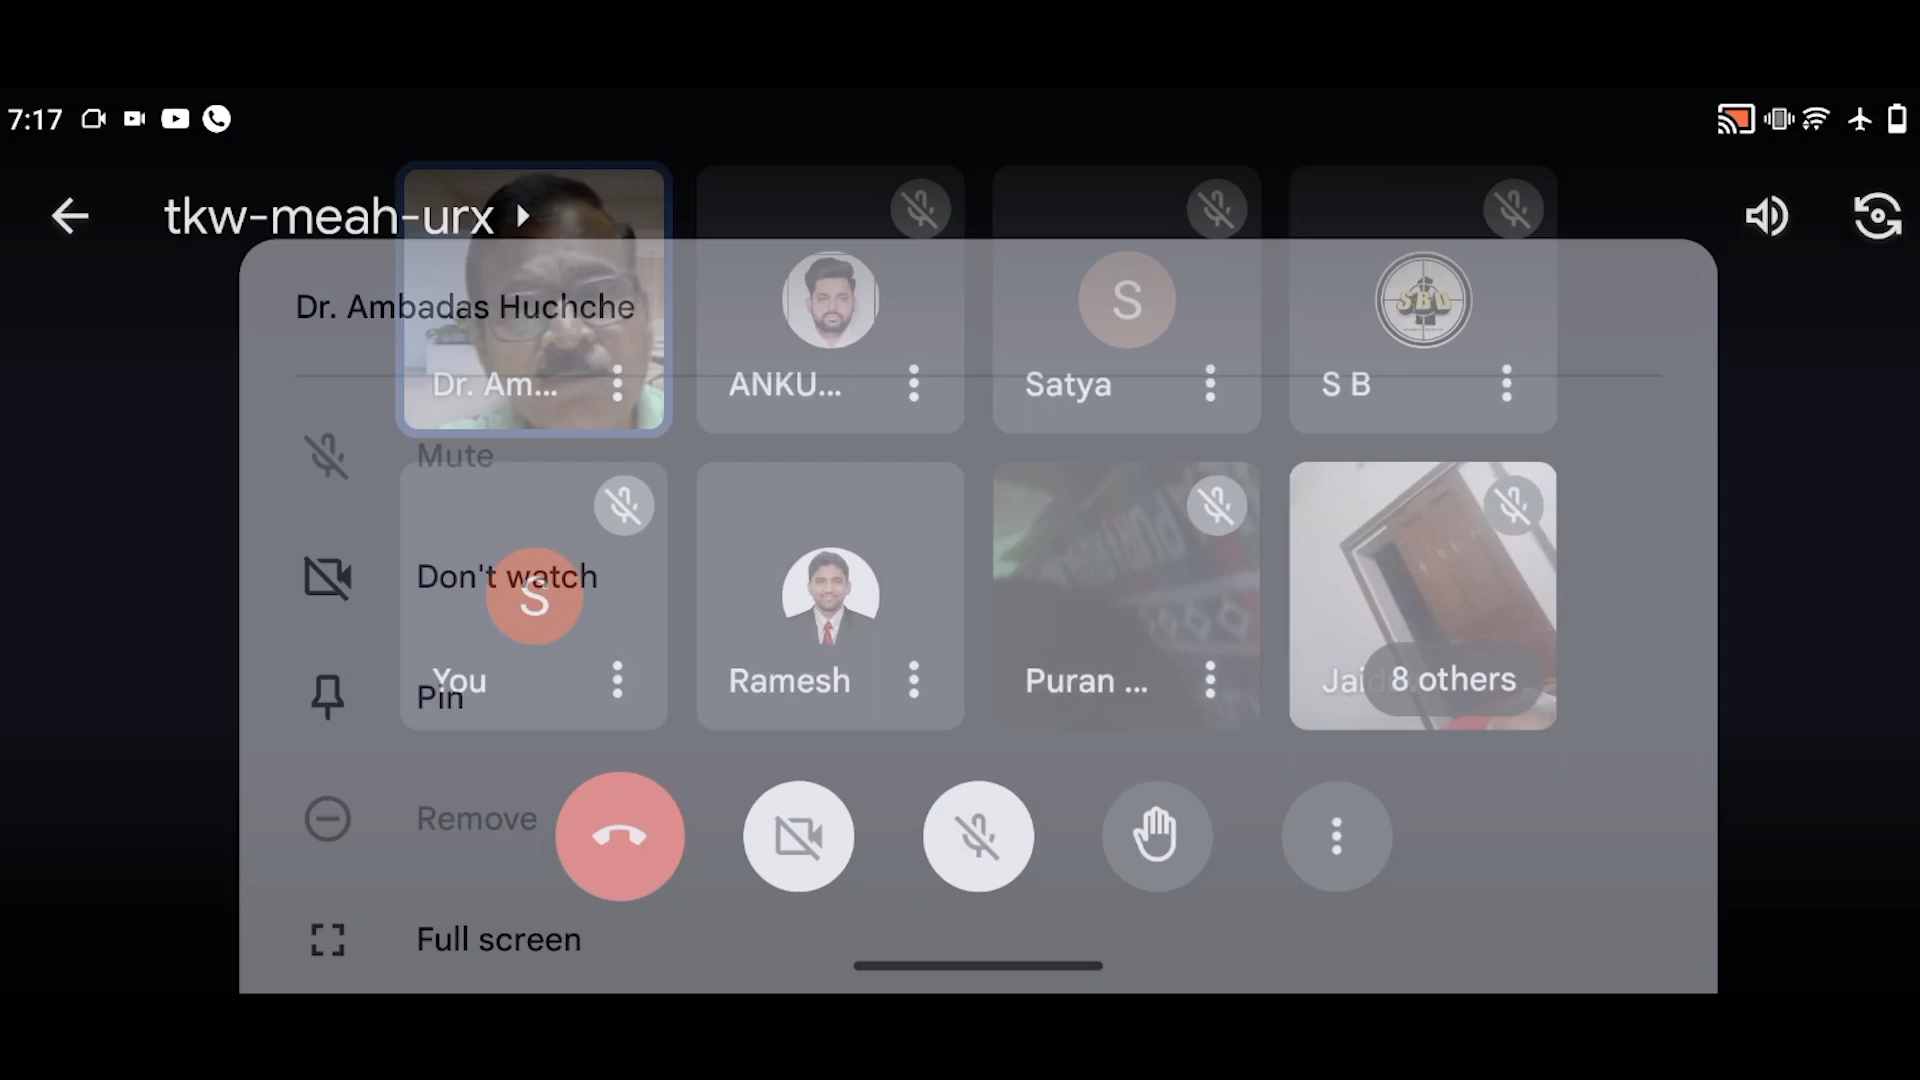 7:17
tkw-meah-urx
Dr. Ambadas Huchche
Dr. Am...
ANKU...
Satya
S B
S
SBD
Mute
Don't watch
S
You
Ramesh
Puran ...
8 others
Pin
Remove
Full screen